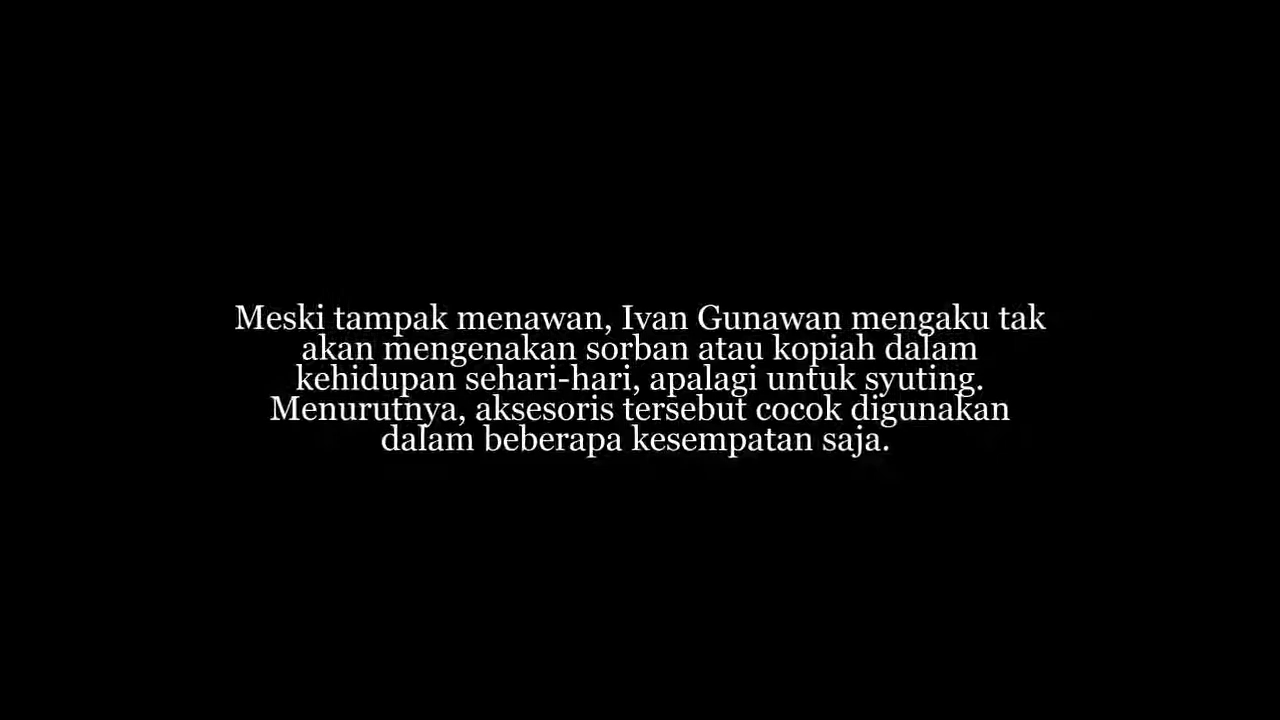 Meski tampak menawan, Ivan Gunawan mengaku tak
akan mengenakan sorban atau kopiah dalam
kehidupan sehari-hari, apalagi untuk syuting.
Menurutnya, aksesoris tersebut cocok digunakan
dalam beberapa kesempatan saja.